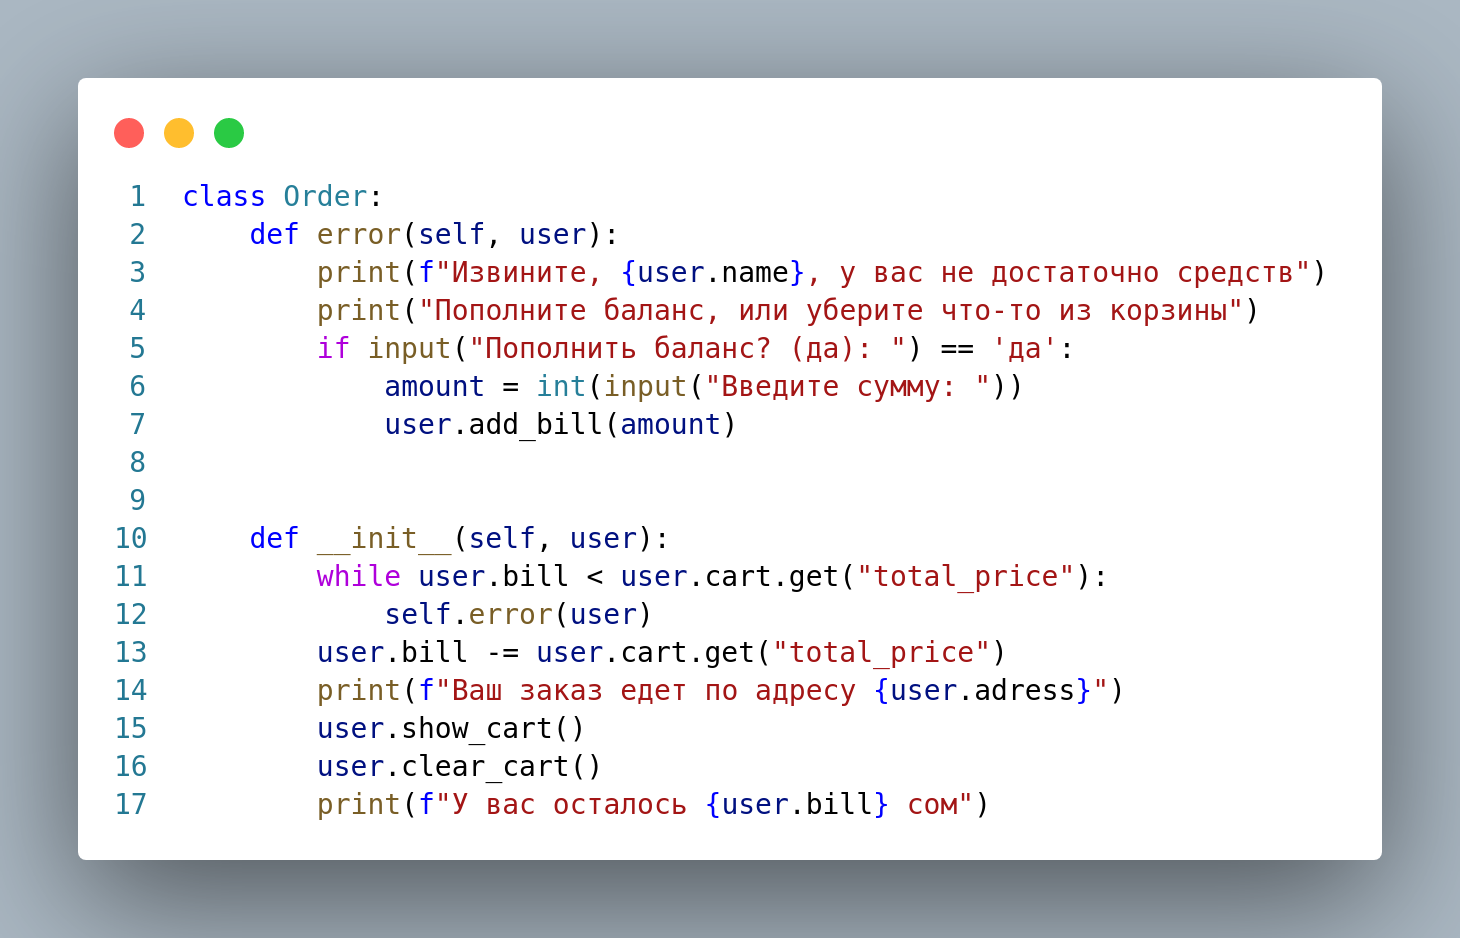 1 class Order:
2     def error(self, user):
3         print(f"Извините, {user.name}, у вас не достаточно средств")
4         print("Пополните баланс, или уберите что-то из корзины")
5         if input("Пополнить баланс? (да): ") == 'да':
6             amount = int(input("Введите сумму: "))
7             user.add_bill(amount)
8
9
10     def __init__(self, user):
11         while user.bill < user.cart.get("total_price"):
12             self.error(user)
13         user.bill -= user.cart.get("total_price")
14         print(f"Ваш заказ едет по адресу {user.adress}")
15         user.show_cart()
16         user.clear_cart()
17         print(f"У вас осталось {user.bill} сом")